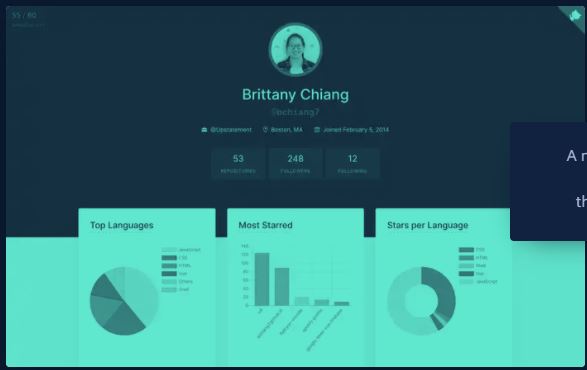 55 / 60
Brittany Chiang
@bchiang7
@Upstatement Boston, MA Joined February 5, 2014
53 248 12
REPOSITORIES FOLLOWERS FOLLOWING
A r
th
Top Languages
JavaScript
CSS
HTML
Vue
Others
Shell
Most Starred
Stars per Language
CSS
HTML
Shell
Vue
JavaScript